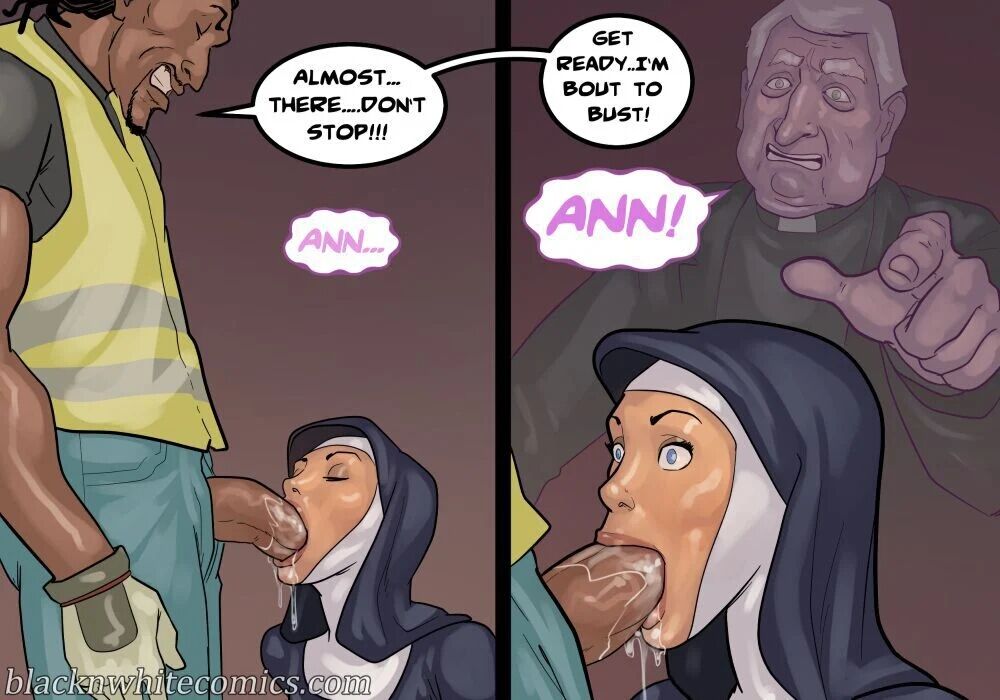 ALMOST...
THERE....DON'T
STOP!!!
ANN...
GET
READY..I'M
BOUT TO
BUST!
ANN!
blacknwhitecomics.com